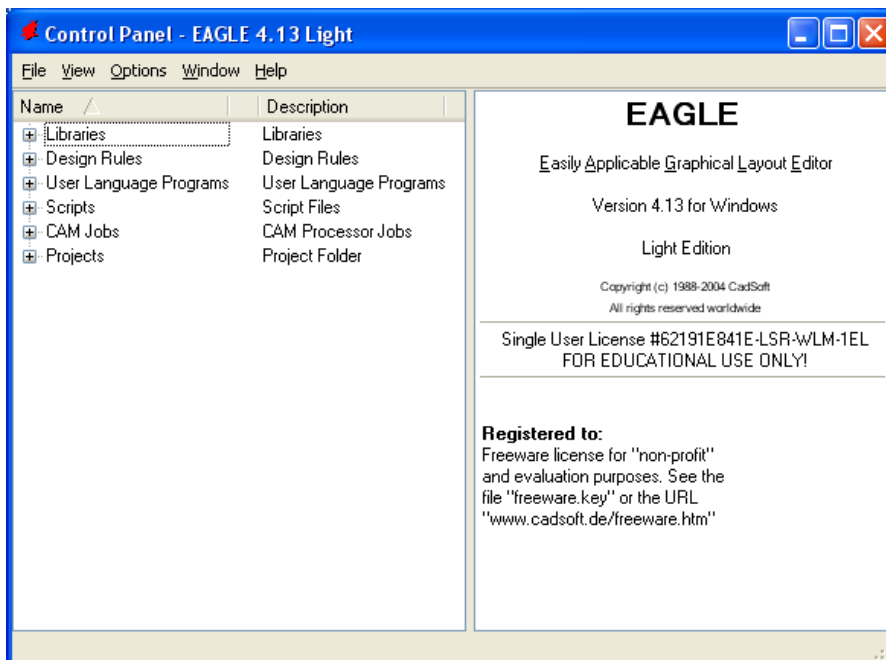 Control Panel - EAGLE 4.13 Light
File View Options Window Help
Name Description
Libraries Libraries
Design Rules Design Rules
User Language Programs User Language Programs
Scripts Script Files
CAM Jobs CAM Processor Jobs
Projects Project Folder
EAGLE
Easily Applicable Graphical Layout Editor
Version 4.13 for Windows
Light Edition
Copyright (c) 1988-2004 CadSoft
All rights reserved worldwide
Single User License #62191E841E-LSR-WLM-1EL
FOR EDUCATIONAL USE ONLY!
Registered to:
Freeware license for "non-profit"
and evaluation purposes. See the
file "freeware.key" or the URL
"www.cadsoft.de/freeware.htm"